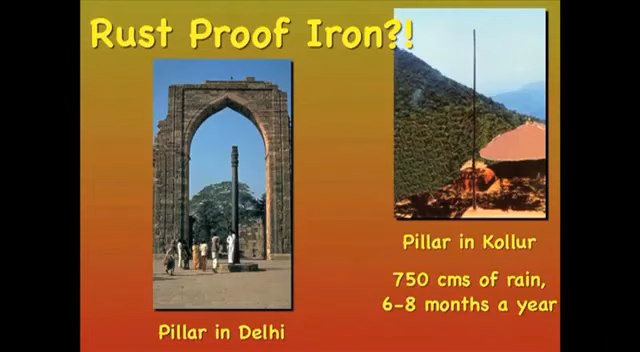 Rust Proof Iron?!
Pillar in Delhi
Pillar in Kollur
750 cms of rain,
6-8 months a year